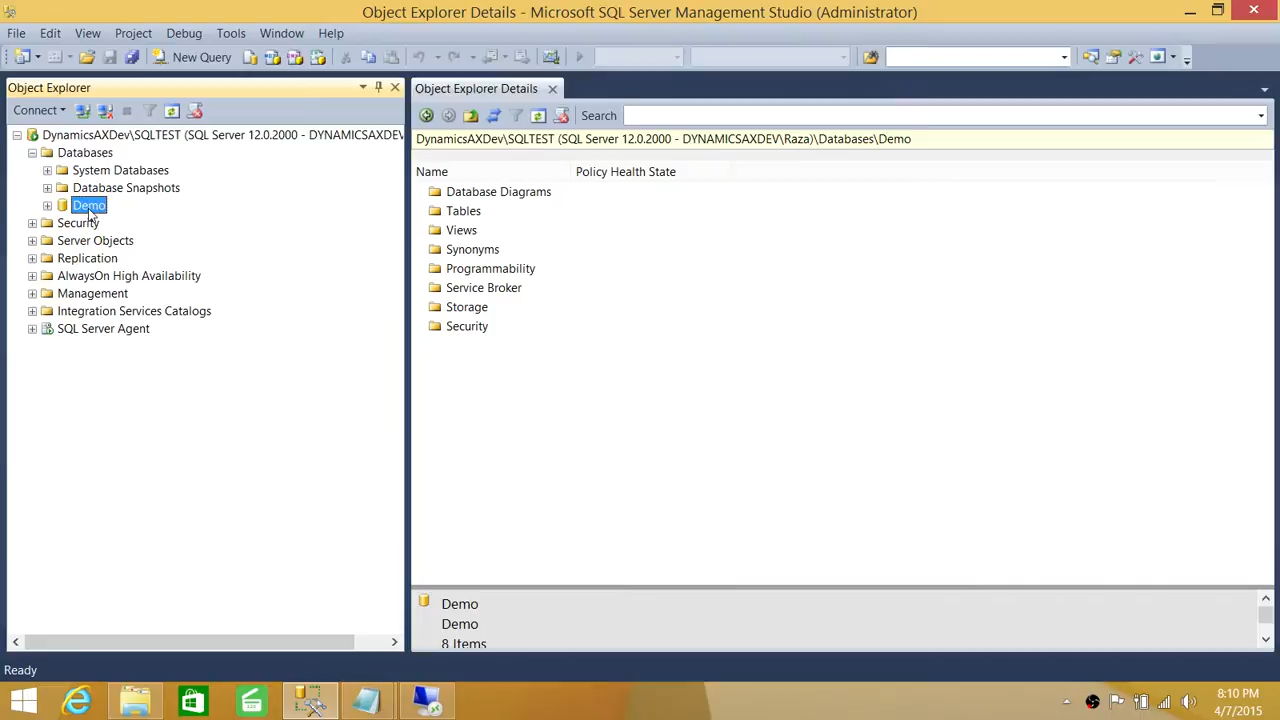 Object Explorer Details - Microsoft SQL Server Management Studio (Administrator)
File Edit View Project Debug Tools Window Help
New Query
Object Explorer
Connect
DynamicsAXDev\SQLTEST (SQL Server 12.0.2000 - DYNAMICSAXDEV
Databases
System Databases
Database Snapshots
Demo
Security
Server Objects
Replication
AlwaysOn High Availability
Management
Integration Services Catalogs
SQL Server Agent
Object Explorer Details
Search
DynamicsAXDev\SQLTEST (SQL Server 12.0.2000 - DYNAMICSAXDEV\Raza)\Databases\Demo
Name Policy Health State
Database Diagrams
Tables
Views
Synonyms
Programmability
Service Broker
Storage
Security
Demo
Demo
8 Items
Ready
8:10 PM
4/7/2015